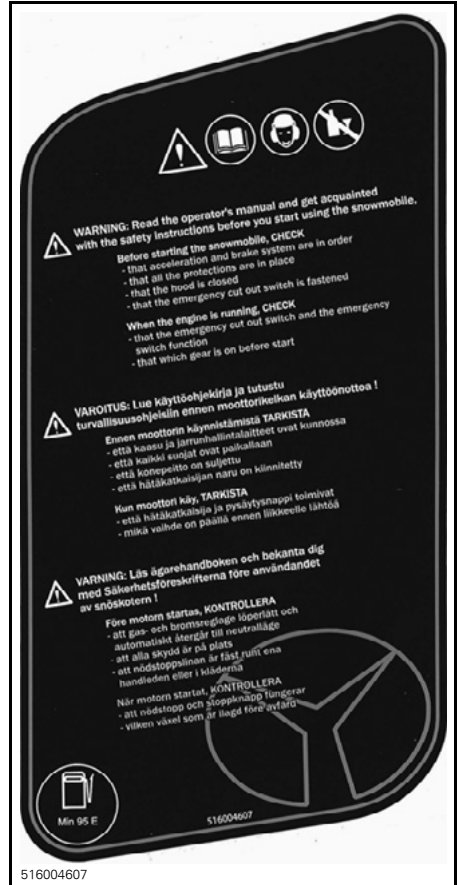 WARNING: Read the operator's manual and get acquainted
with the safety instructions before you start using the snowmobile.
Before starting the snowmobile, CHECK
- that acceleration and brake system are in order
- that all the protections are in place
- that the hood is closed
- that the emergency cut out switch is fastened
When the engine is running, CHECK
- that the emergency cut out switch and the emergency
switch function
- that which gear is on before start
VAROITUS: Lue käyttöohjekirja ja tutustu
turvallisuusohjeisiin ennen moottorikelkan käyttöönottoa !
Ennen moottorin käynnistämistä TARKISTA
- että kaasu ja jarrunhallintalaitteet ovat kunnossa
- että kaikki suojat ovat paikallaan
- että konepeitto on suljettu
- että hätäkatkaisijan naru on kiinnitetty
Kun moottori käy, TARKISTA
- että hätäkatkaisija ja pysäytysnappi toimivat
- mikä vaihde on päällä ennen liikkeelle lähtöä
VARNING: Läs ägarehandboken och bekanta dig
med Säkerhetsföreskrifterna före användandet
av snöskotern !
Före motorn startas, KONTROLLERA
- att gas- och bromsreglage löperlätt och
automatiskt återgår till neutralläge
- att alla skydd är på plats
- att nödstoppslinan är fäst runt ena
handleden eller i kläderna
När motorn startat, KONTROLLERA
- att nödstopp och stoppknapp fungerar
- vilken växel som är ilagd före avfärd
Min 95 E
516004607
516004607